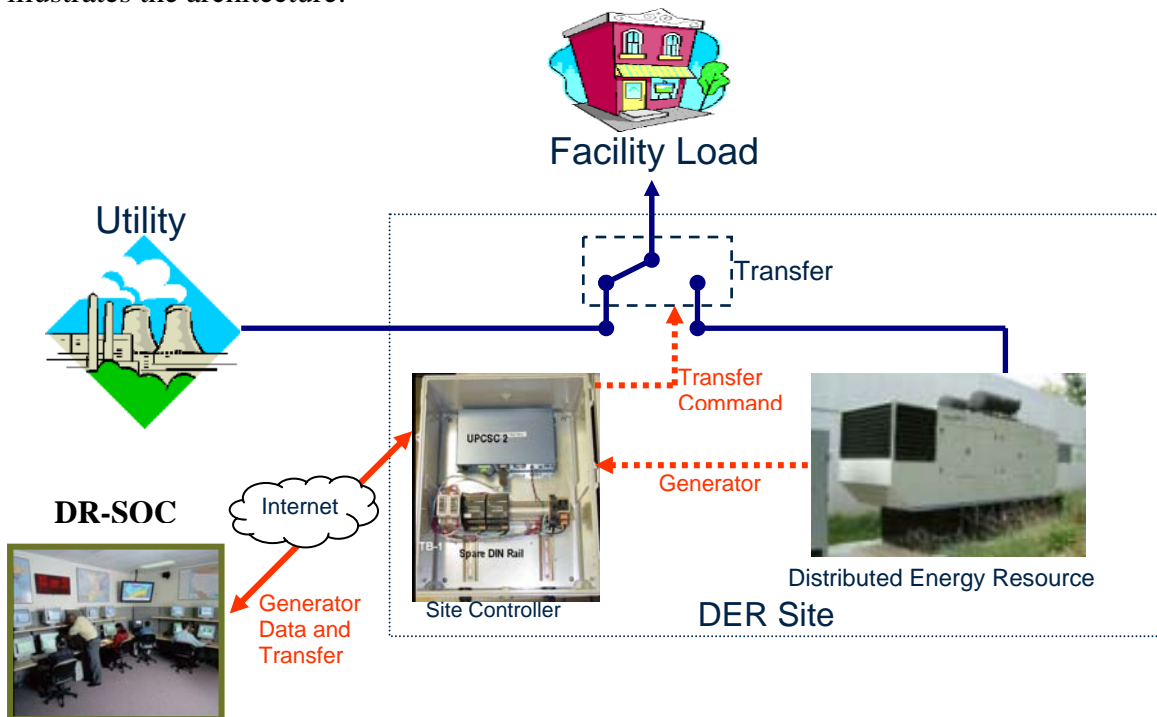 illustrates the architecture.
Facility Load
Utility
Transfer
Transfer
Command
UPCSC 2
Generator
Internet
DR-SOC
TB-1
Spare DIN Rail
Distributed Energy Resource
Site Controller
DER Site
Generator
Data and
Transfer